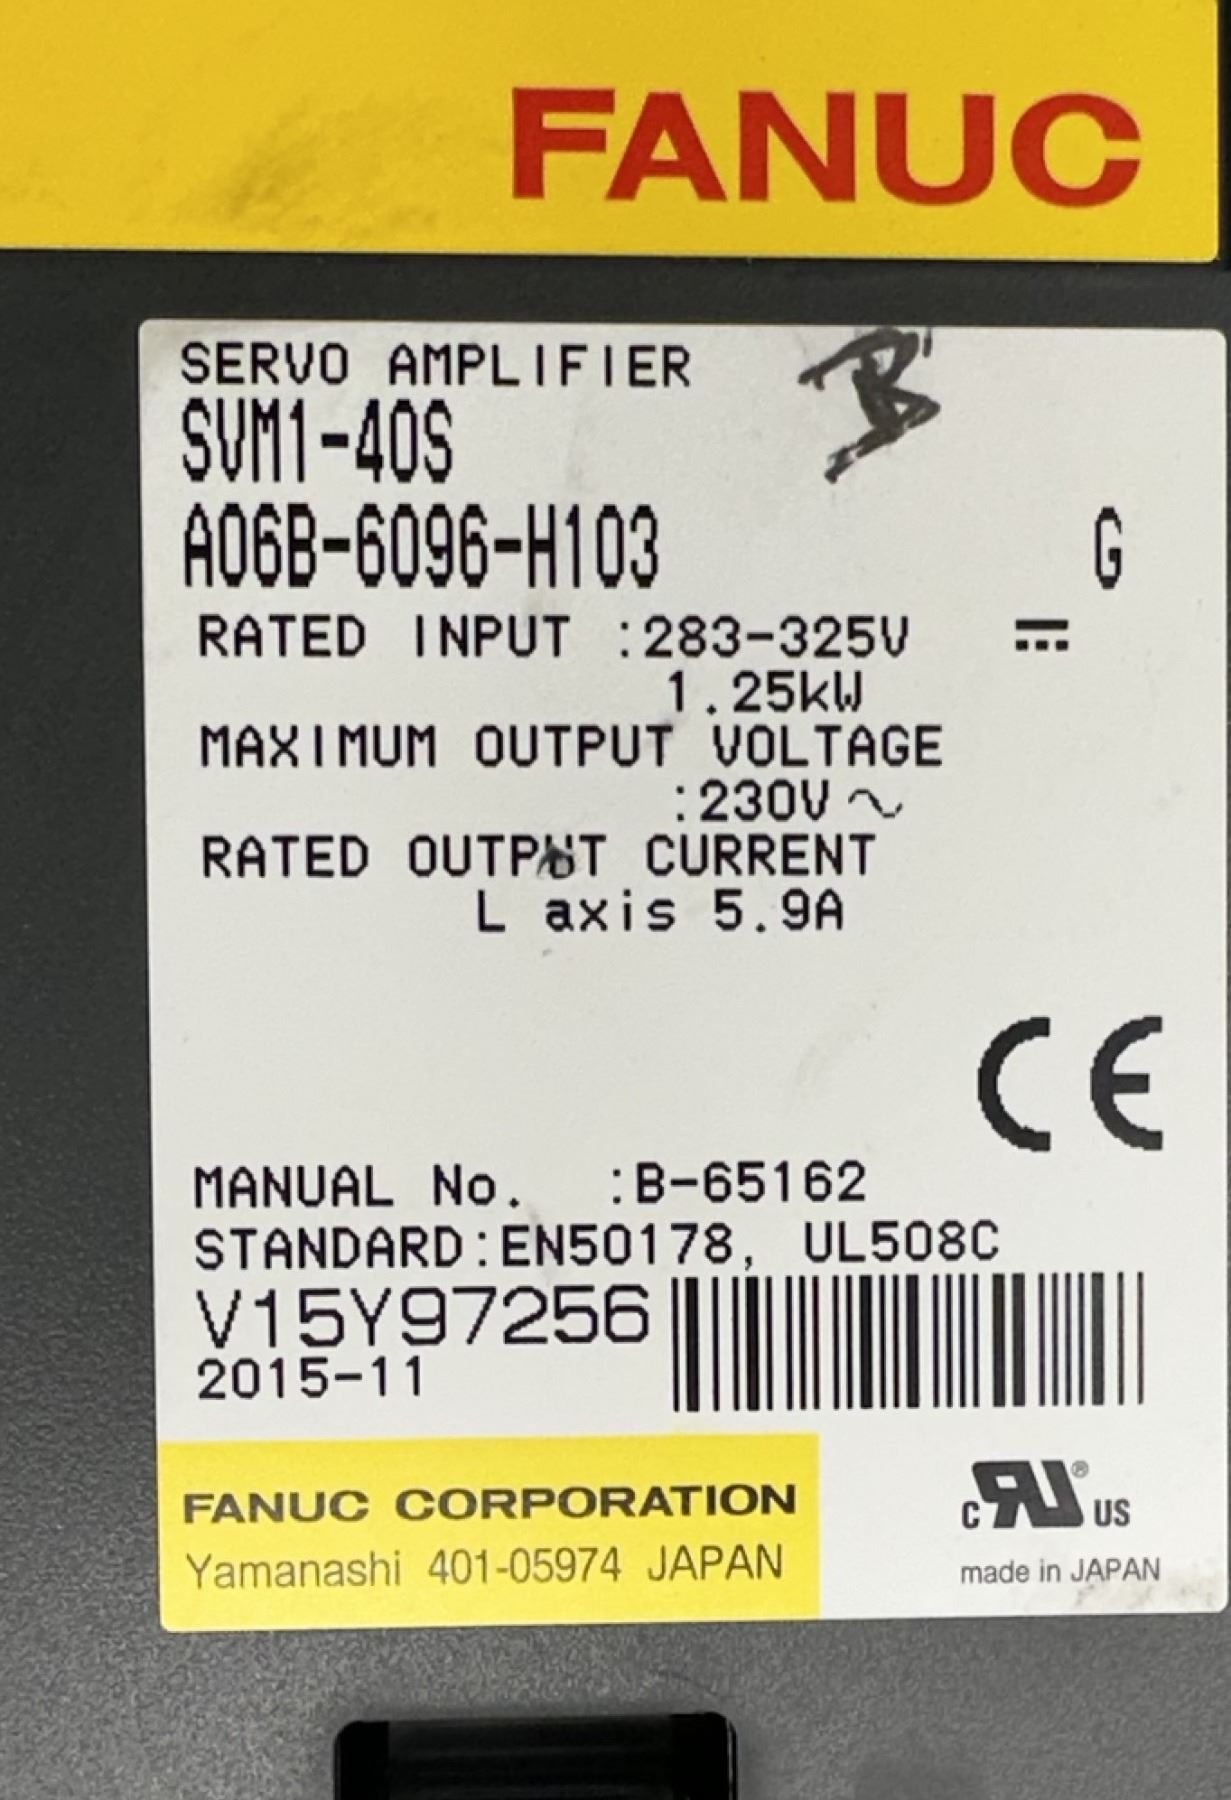 FANUC
SERVO AMPLIFIER
B
SVM1-40S
A06B-6096-H103 G
RATED INPUT :283-325V ⎓
1.25kW
MAXIMUM OUTPUT VOLTAGE
:230V ~
RATED OUTPUT CURRENT
L axis 5.9A
CE
MANUAL No. :B-65162
STANDARD:EN50178, UL508C
V15Y97256
2015-11
FANUC CORPORATION
Yamanashi 401-05974 JAPAN
c RU ® US
made in JAPAN